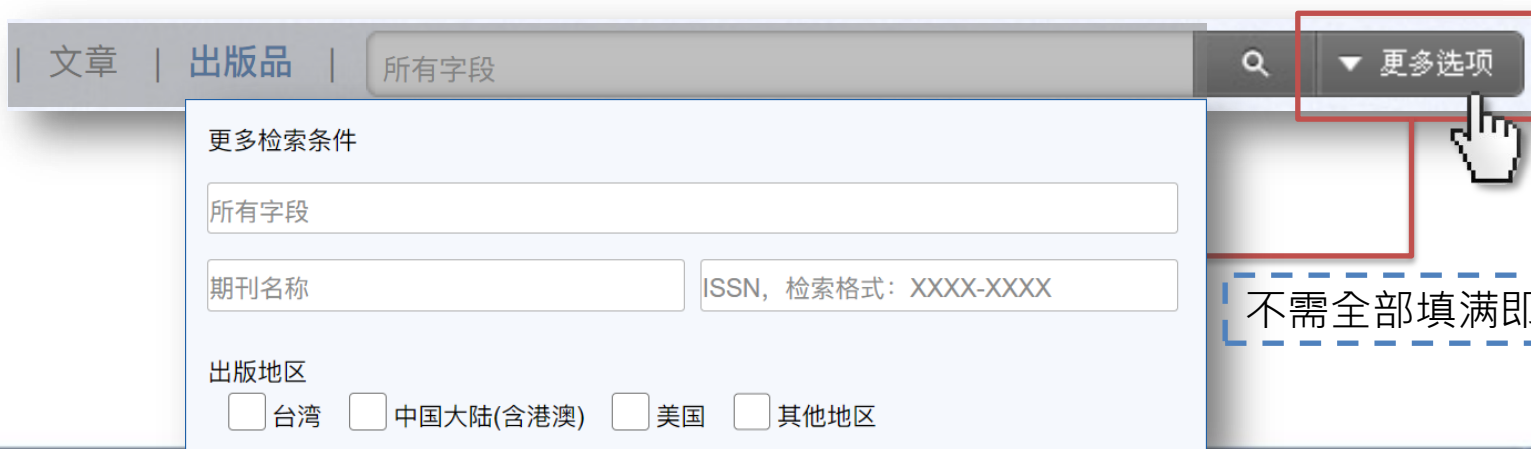 | 文章 | 出版品 | 所有字段 更多选项
更多检索条件
所有字段
期刊名称 ISSN，检索格式：XXXX-XXXX
不需全部填满即
出版地区
台湾 中国大陆(含港澳) 美国 其他地区